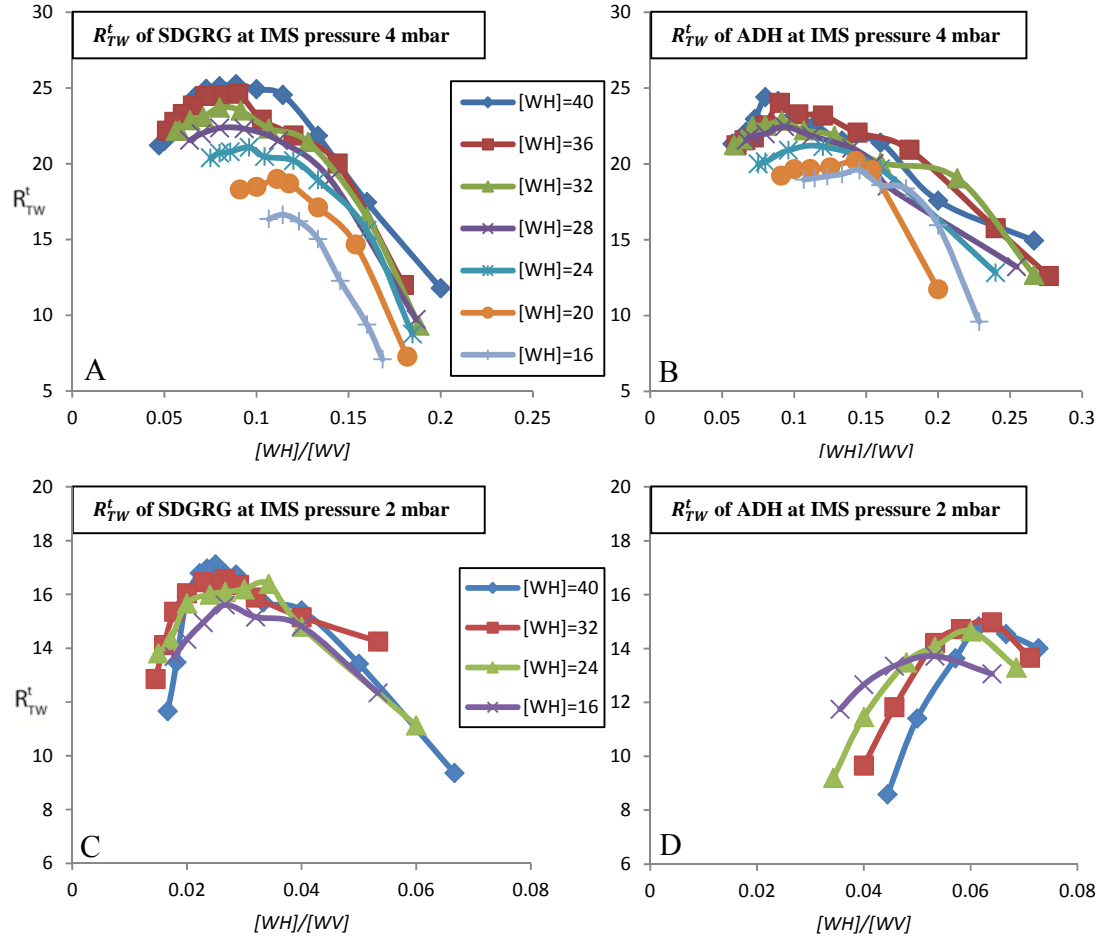 R_TW^t of SDGRG at IMS pressure 4 mbar
30
25
20
15
10
5
R_TW^t
A
0
0.05
0.1
0.15
0.2
0.25
[WH]/[WV]
[WH]=40
[WH]=36
[WH]=32
[WH]=28
[WH]=24
[WH]=20
[WH]=16
R_TW^t of ADH at IMS pressure 4 mbar
30
25
20
15
10
5
B
0
0.05
0.1
0.15
0.2
0.25
0.3
[WH]/[WV]
R_TW^t of SDGRG at IMS pressure 2 mbar
20
18
16
14
12
10
8
6
R_TW^t
C
0
0.02
0.04
0.06
0.08
[WH]/[WV]
[WH]=40
[WH]=32
[WH]=24
[WH]=16
R_TW^t of ADH at IMS pressure 2 mbar
20
18
16
14
12
10
8
6
D
0
0.02
0.04
0.06
0.08
[WH]/[WV]